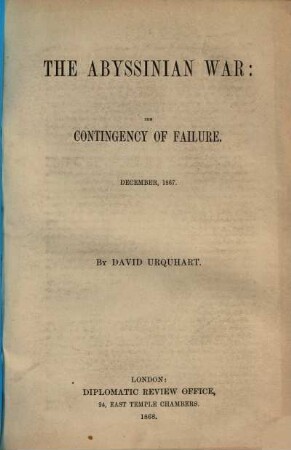 THE ABYSSINIAN WAR:
THE
CONTINGENCY OF FAILURE.
DECEMBER, 1867.
BY DAVID URQUHART.
LONDON:
DIPLOMATIC REVIEW OFFICE,
24, EAST TEMPLE CHAMBERS.
1868.